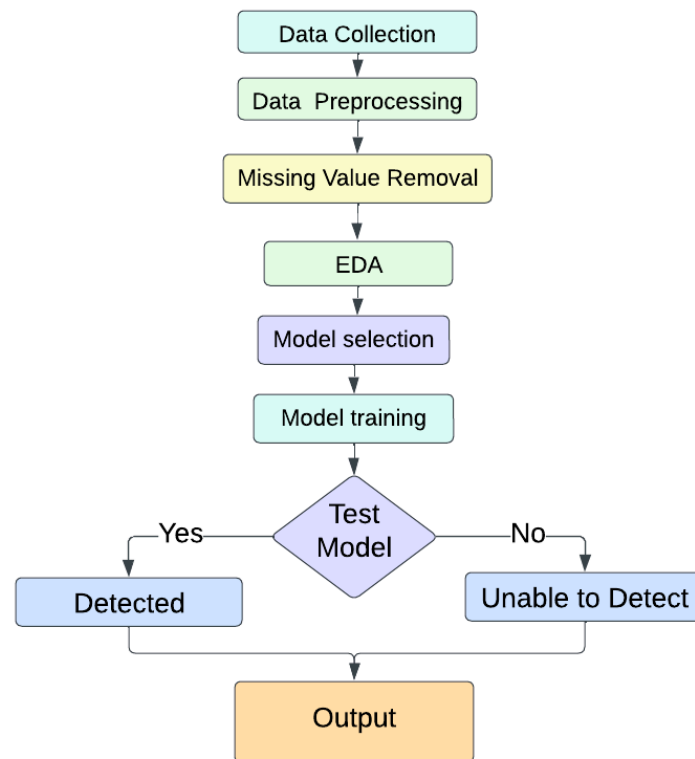 Data Collection
Data Preprocessing
Missing Value Removal
EDA
Model selection
Model training
Test
Model
Yes
No
Detected
Unable to Detect
Output